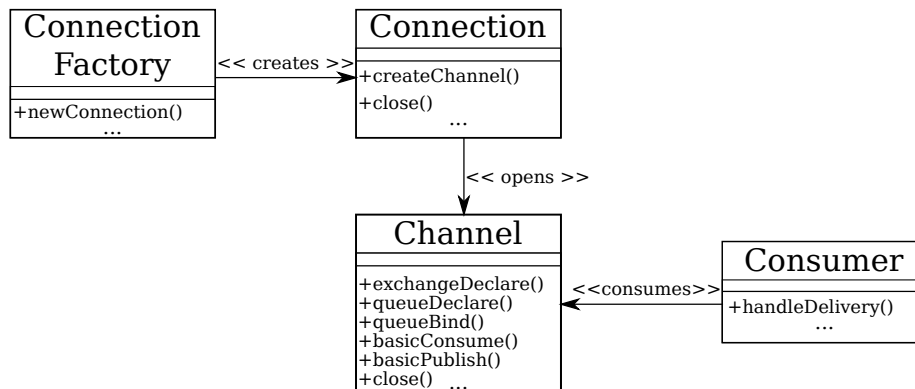 Connection
Factory
+newConnection()
...
<< creates >>
Connection
+createChannel()
+close()
...
<< opens >>
Channel
+exchangeDeclare()
+queueDeclare()
+queueBind()
+basicConsume()
+basicPublish()
+close()
...
<<consumes>>
Consumer
+handleDelivery()
...